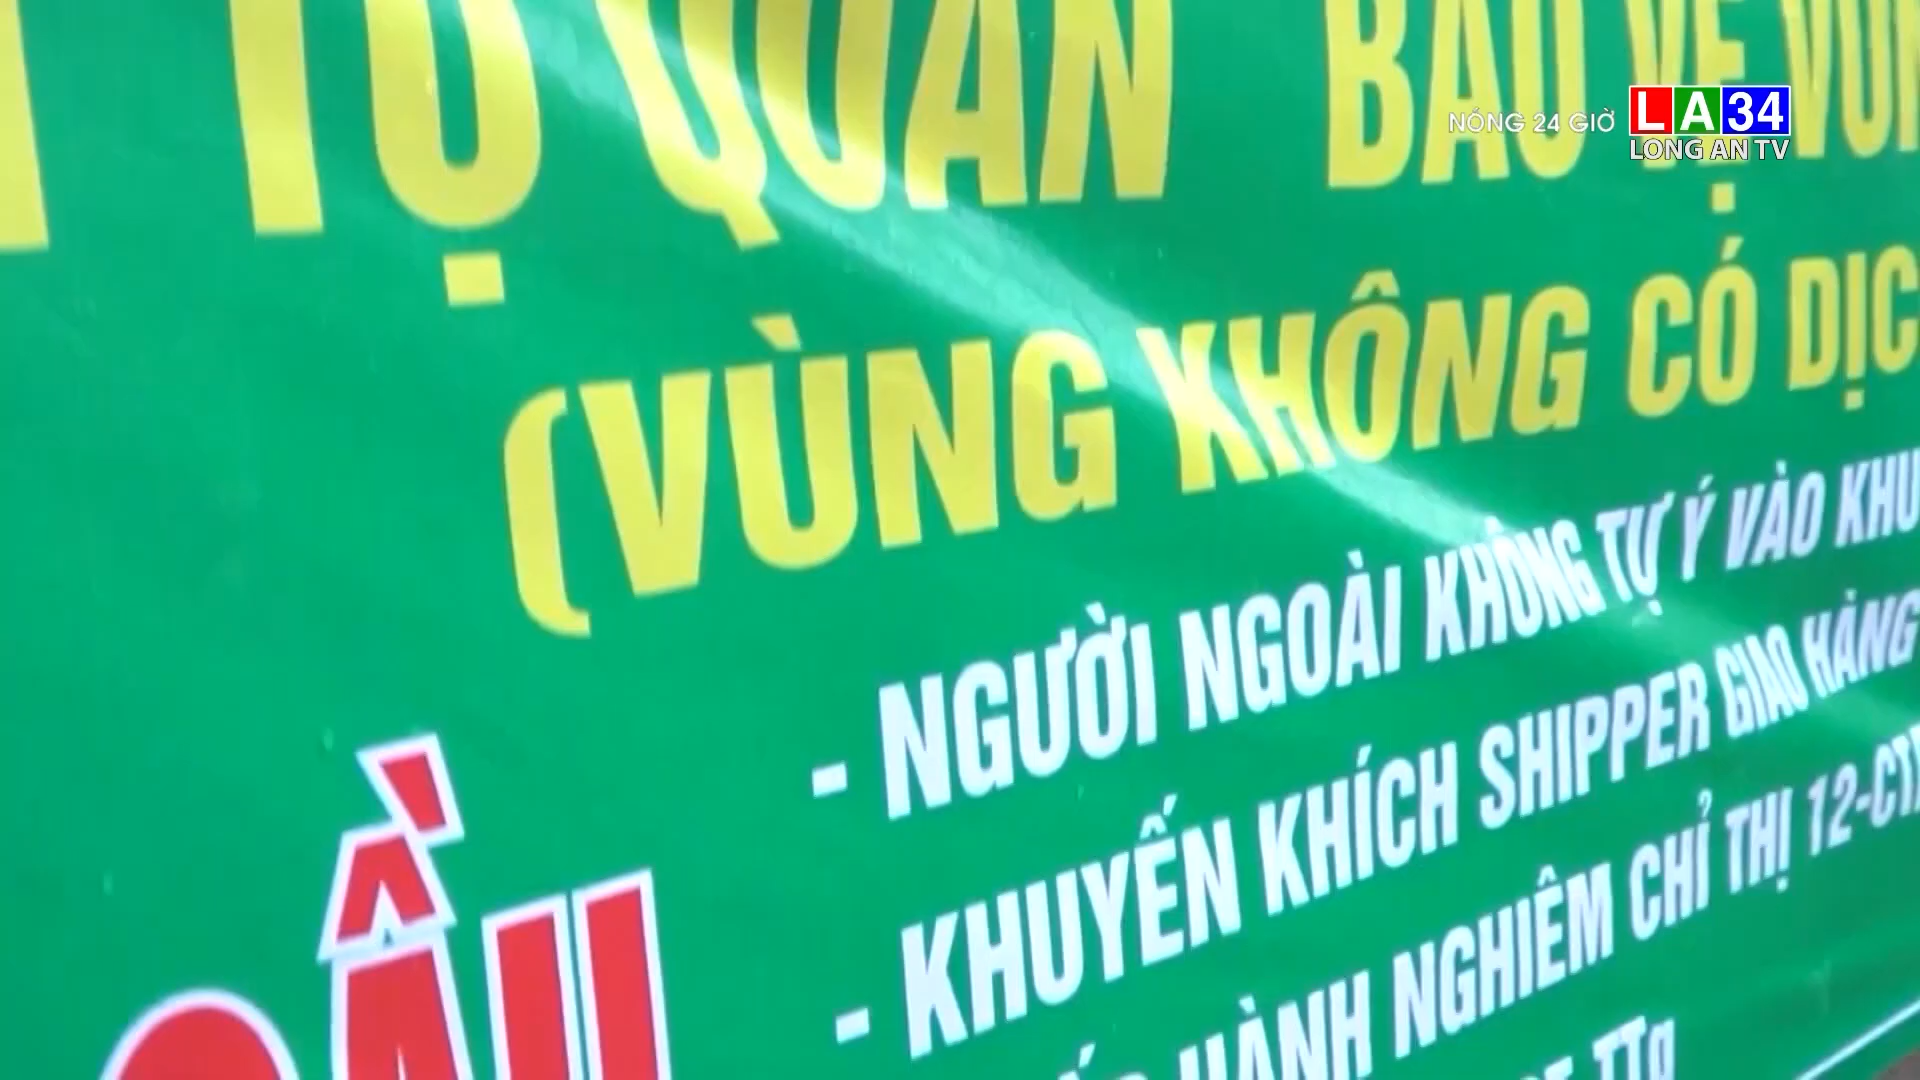 TỰ QUẢN BẢO VỆ
NÓNG 24 GIỜ
LA34
LONG AN TV
(VÙNG KHÔNG CÓ DỊC
- NGƯỜI NGOÀI KHÔNG TỰ Ý VÀO KHU
- KHUYẾN KHÍCH SHIPPER GIAO HÀNG
HÀNH NGHIÊM CHỈ THỊ 12-CT
TTg